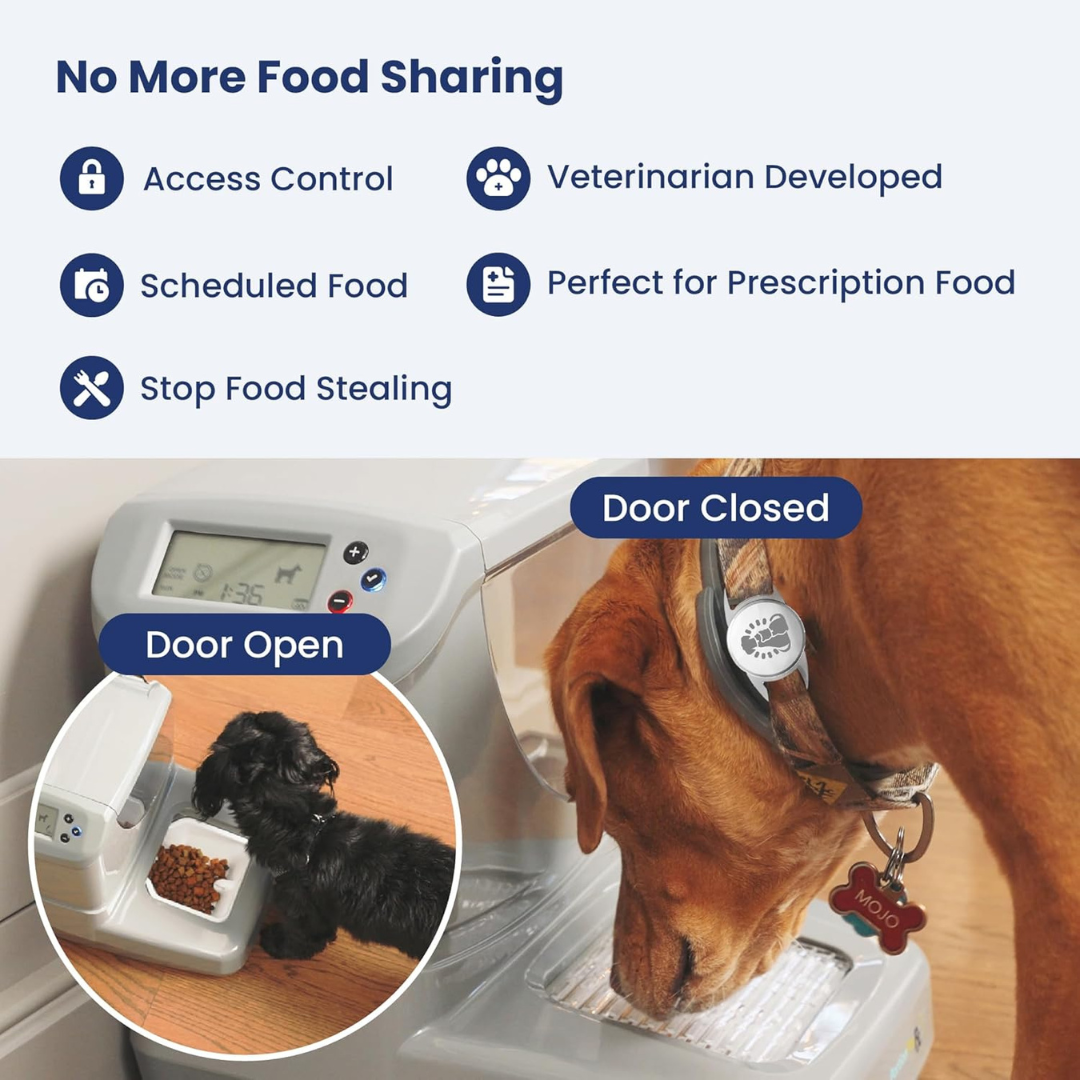 No More Food Sharing
Access Control
Veterinarian Developed
Scheduled Food
Perfect for Prescription Food
Stop Food Stealing
Door Closed
1:36
Door Open
MOJO